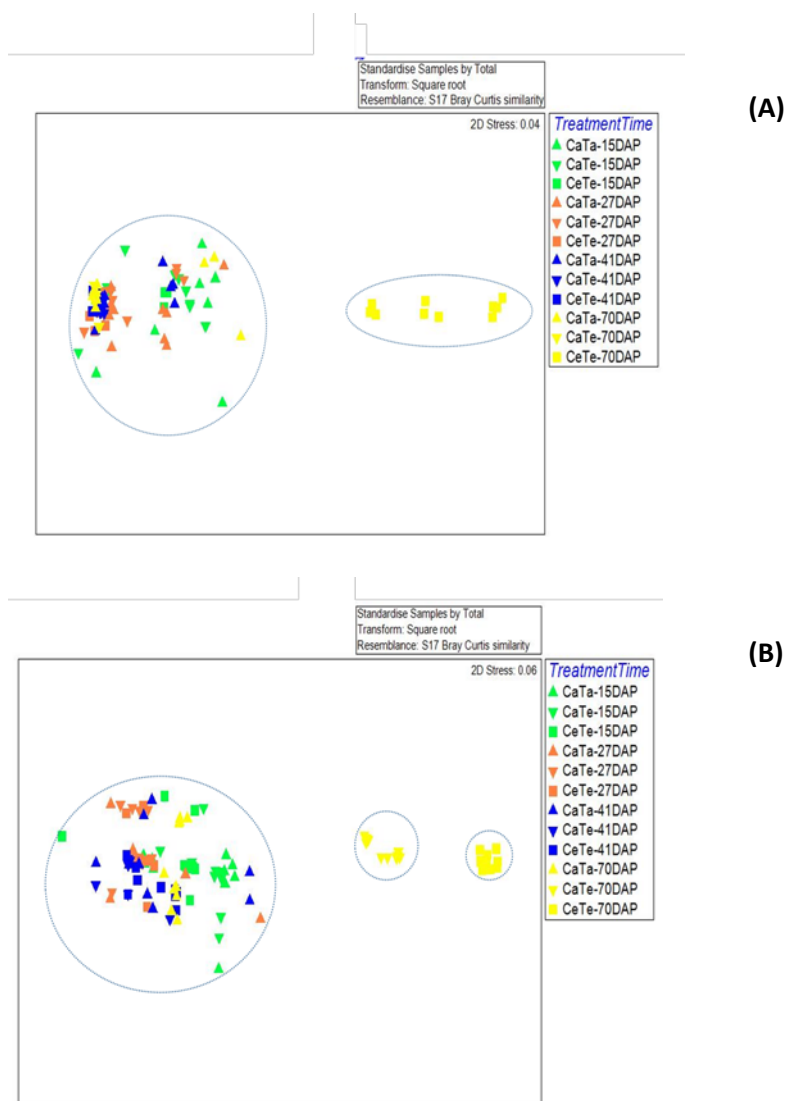 Standardise Samples by Total
Transform: Square root
Resemblance: S17 Bray Curtis similarity
(A)
2D Stress: 0.04
TreatmentTime
CaTa-15DAP
CaTe-15DAP
CeTe-15DAP
CaTa-27DAP
CaTe-27DAP
CeTe-27DAP
CaTa-41DAP
CaTe-41DAP
CeTe-41DAP
CaTa-70DAP
CaTe-70DAP
CeTe-70DAP
Standardise Samples by Total
Transform: Square root
Resemblance: S17 Bray Curtis similarity
(B)
2D Stress: 0.06
TreatmentTime
CaTa-15DAP
CaTe-15DAP
CeTe-15DAP
CaTa-27DAP
CaTe-27DAP
CeTe-27DAP
CaTa-41DAP
CaTe-41DAP
CeTe-41DAP
CaTa-70DAP
CaTe-70DAP
CeTe-70DAP